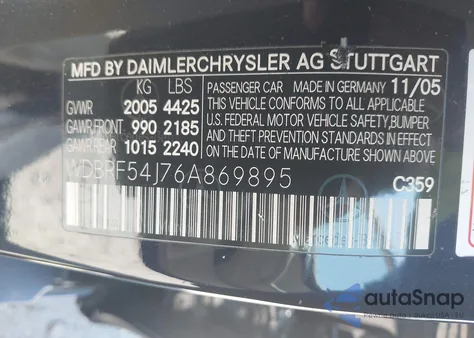 MFD BY DAIMLERCHRYSLER AG STUTTGART
KG LBS
GVWR 2005 4425
GAWR/FRONT 990 2185
GAWR/REAR 1015 2240
PASSENGER CAR MADE IN GERMANY 11/05
THIS VEHICLE CONFORMS TO ALL APPLICABLE
U.S. FEDERAL MOTOR VEHICLE SAFETY,BUMPER
AND THEFT PREVENTION STANDARDS IN EFFECT
ON THE DATE OF MANUFACTURE SHOWN ABOVE
WDBRF54J76A869895
C359
autoSnap